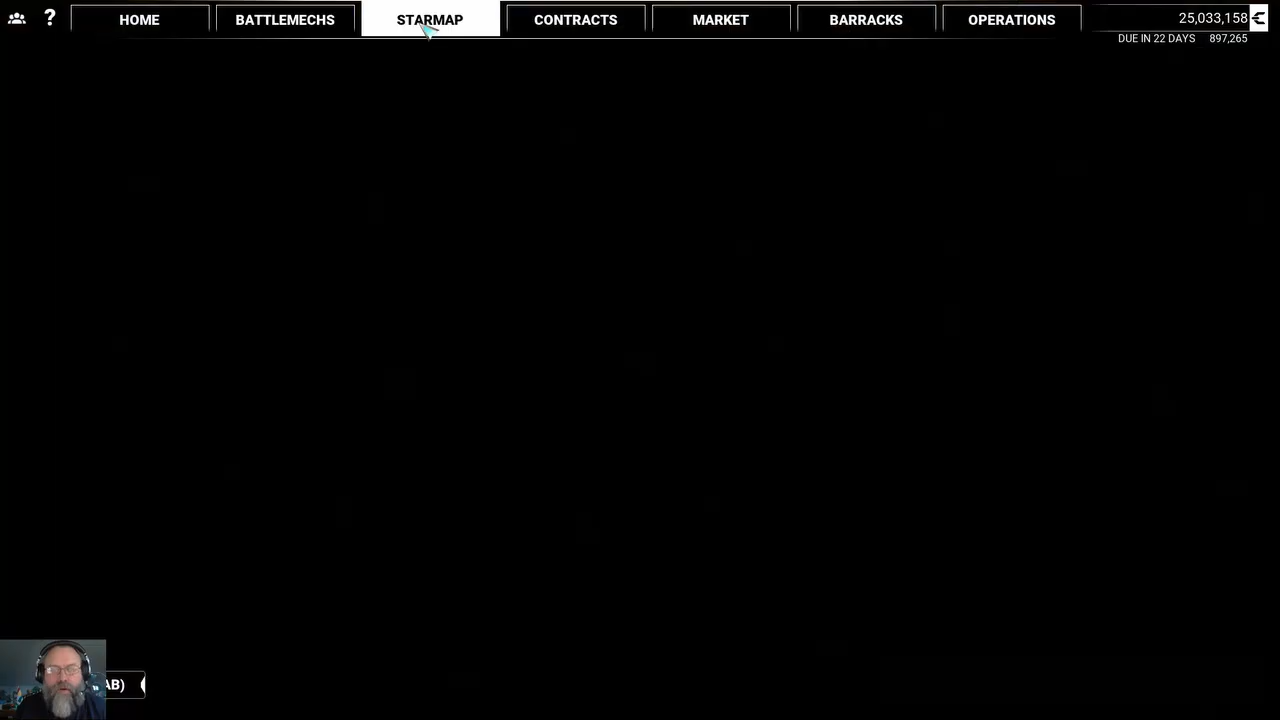 ? HOME BATTLEMECHS STARMAP CONTRACTS MARKET BARRACKS OPERATIONS 25,033,158
DUE IN 22 DAYS 897,265
AB)